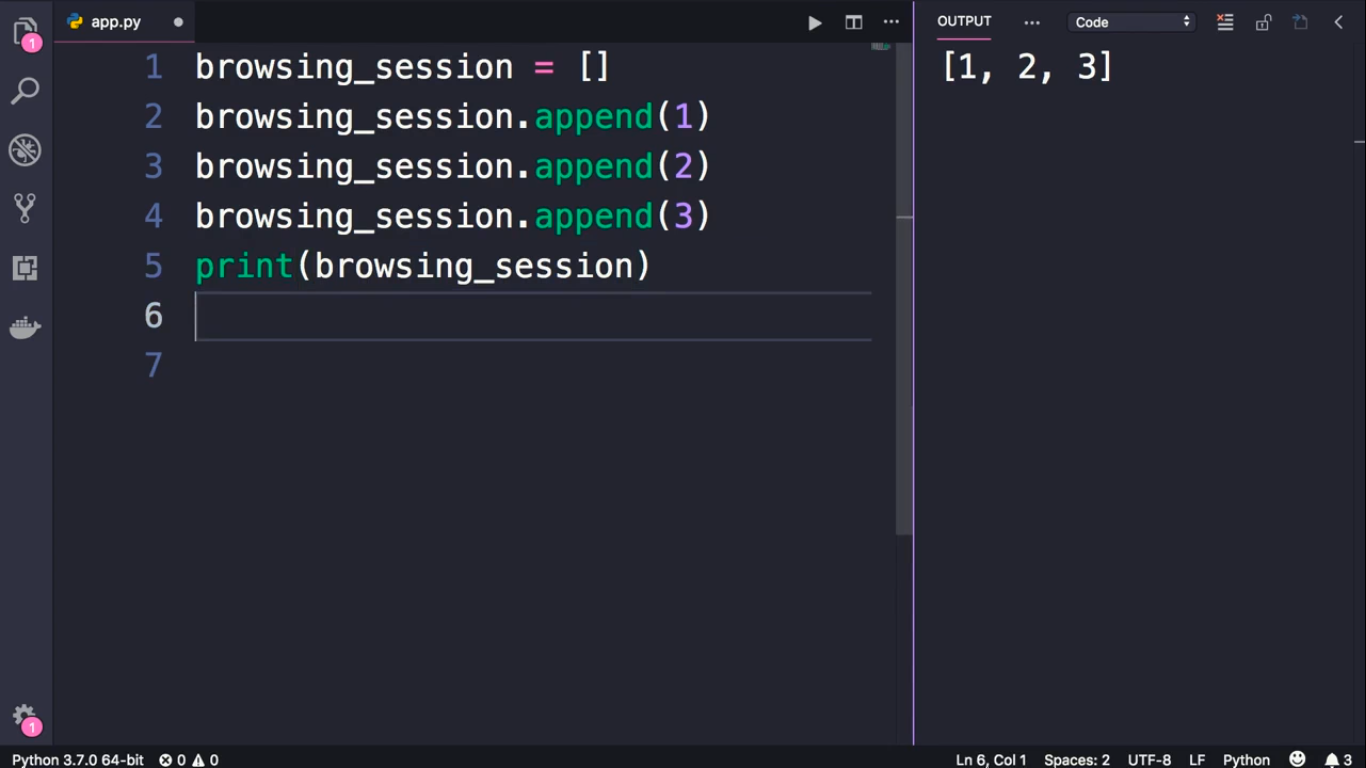 app.py
OUTPUT
Code
1 browsing_session = []
2 browsing_session.append(1)
3 browsing_session.append(2)
4 browsing_session.append(3)
5 print(browsing_session)
6
7
[1, 2, 3]
1
1
Python 3.7.0 64-bit 0 0
Ln 6, Col 1 Spaces: 2 UTF-8 LF Python 3